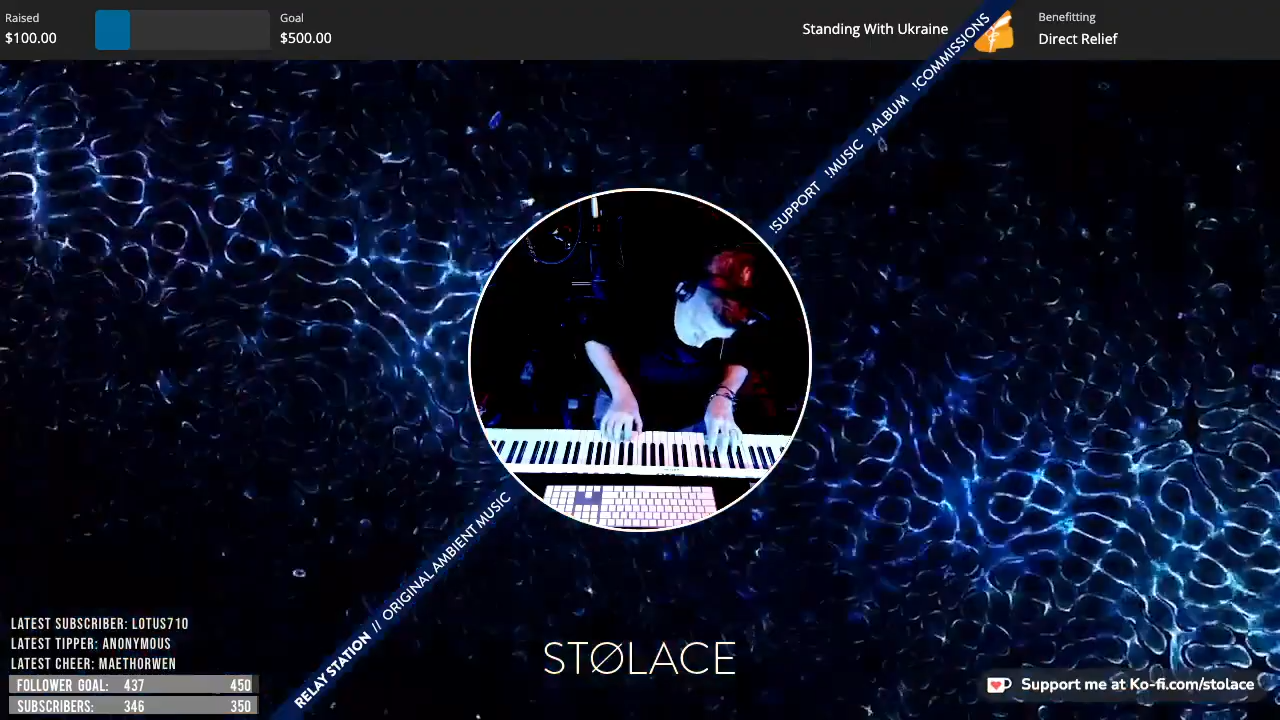 Raised
$100.00
Goal
$500.00
Standing With Ukraine
Benefitting
Direct Relief
!SUPPORT !MUSIC !ALBUM !COMMISSIONS
RELAY STATION // ORIGINAL AMBIENT MUSIC
LATEST SUBSCRIBER: LOTUS710
LATEST TIPPER: ANONYMOUS
LATEST CHEER: MAETHORWEN
FOLLOWER GOAL: 437 450
SUBSCRIBERS: 346 350
STØLACE
Support me at Ko-fi.com/stolace